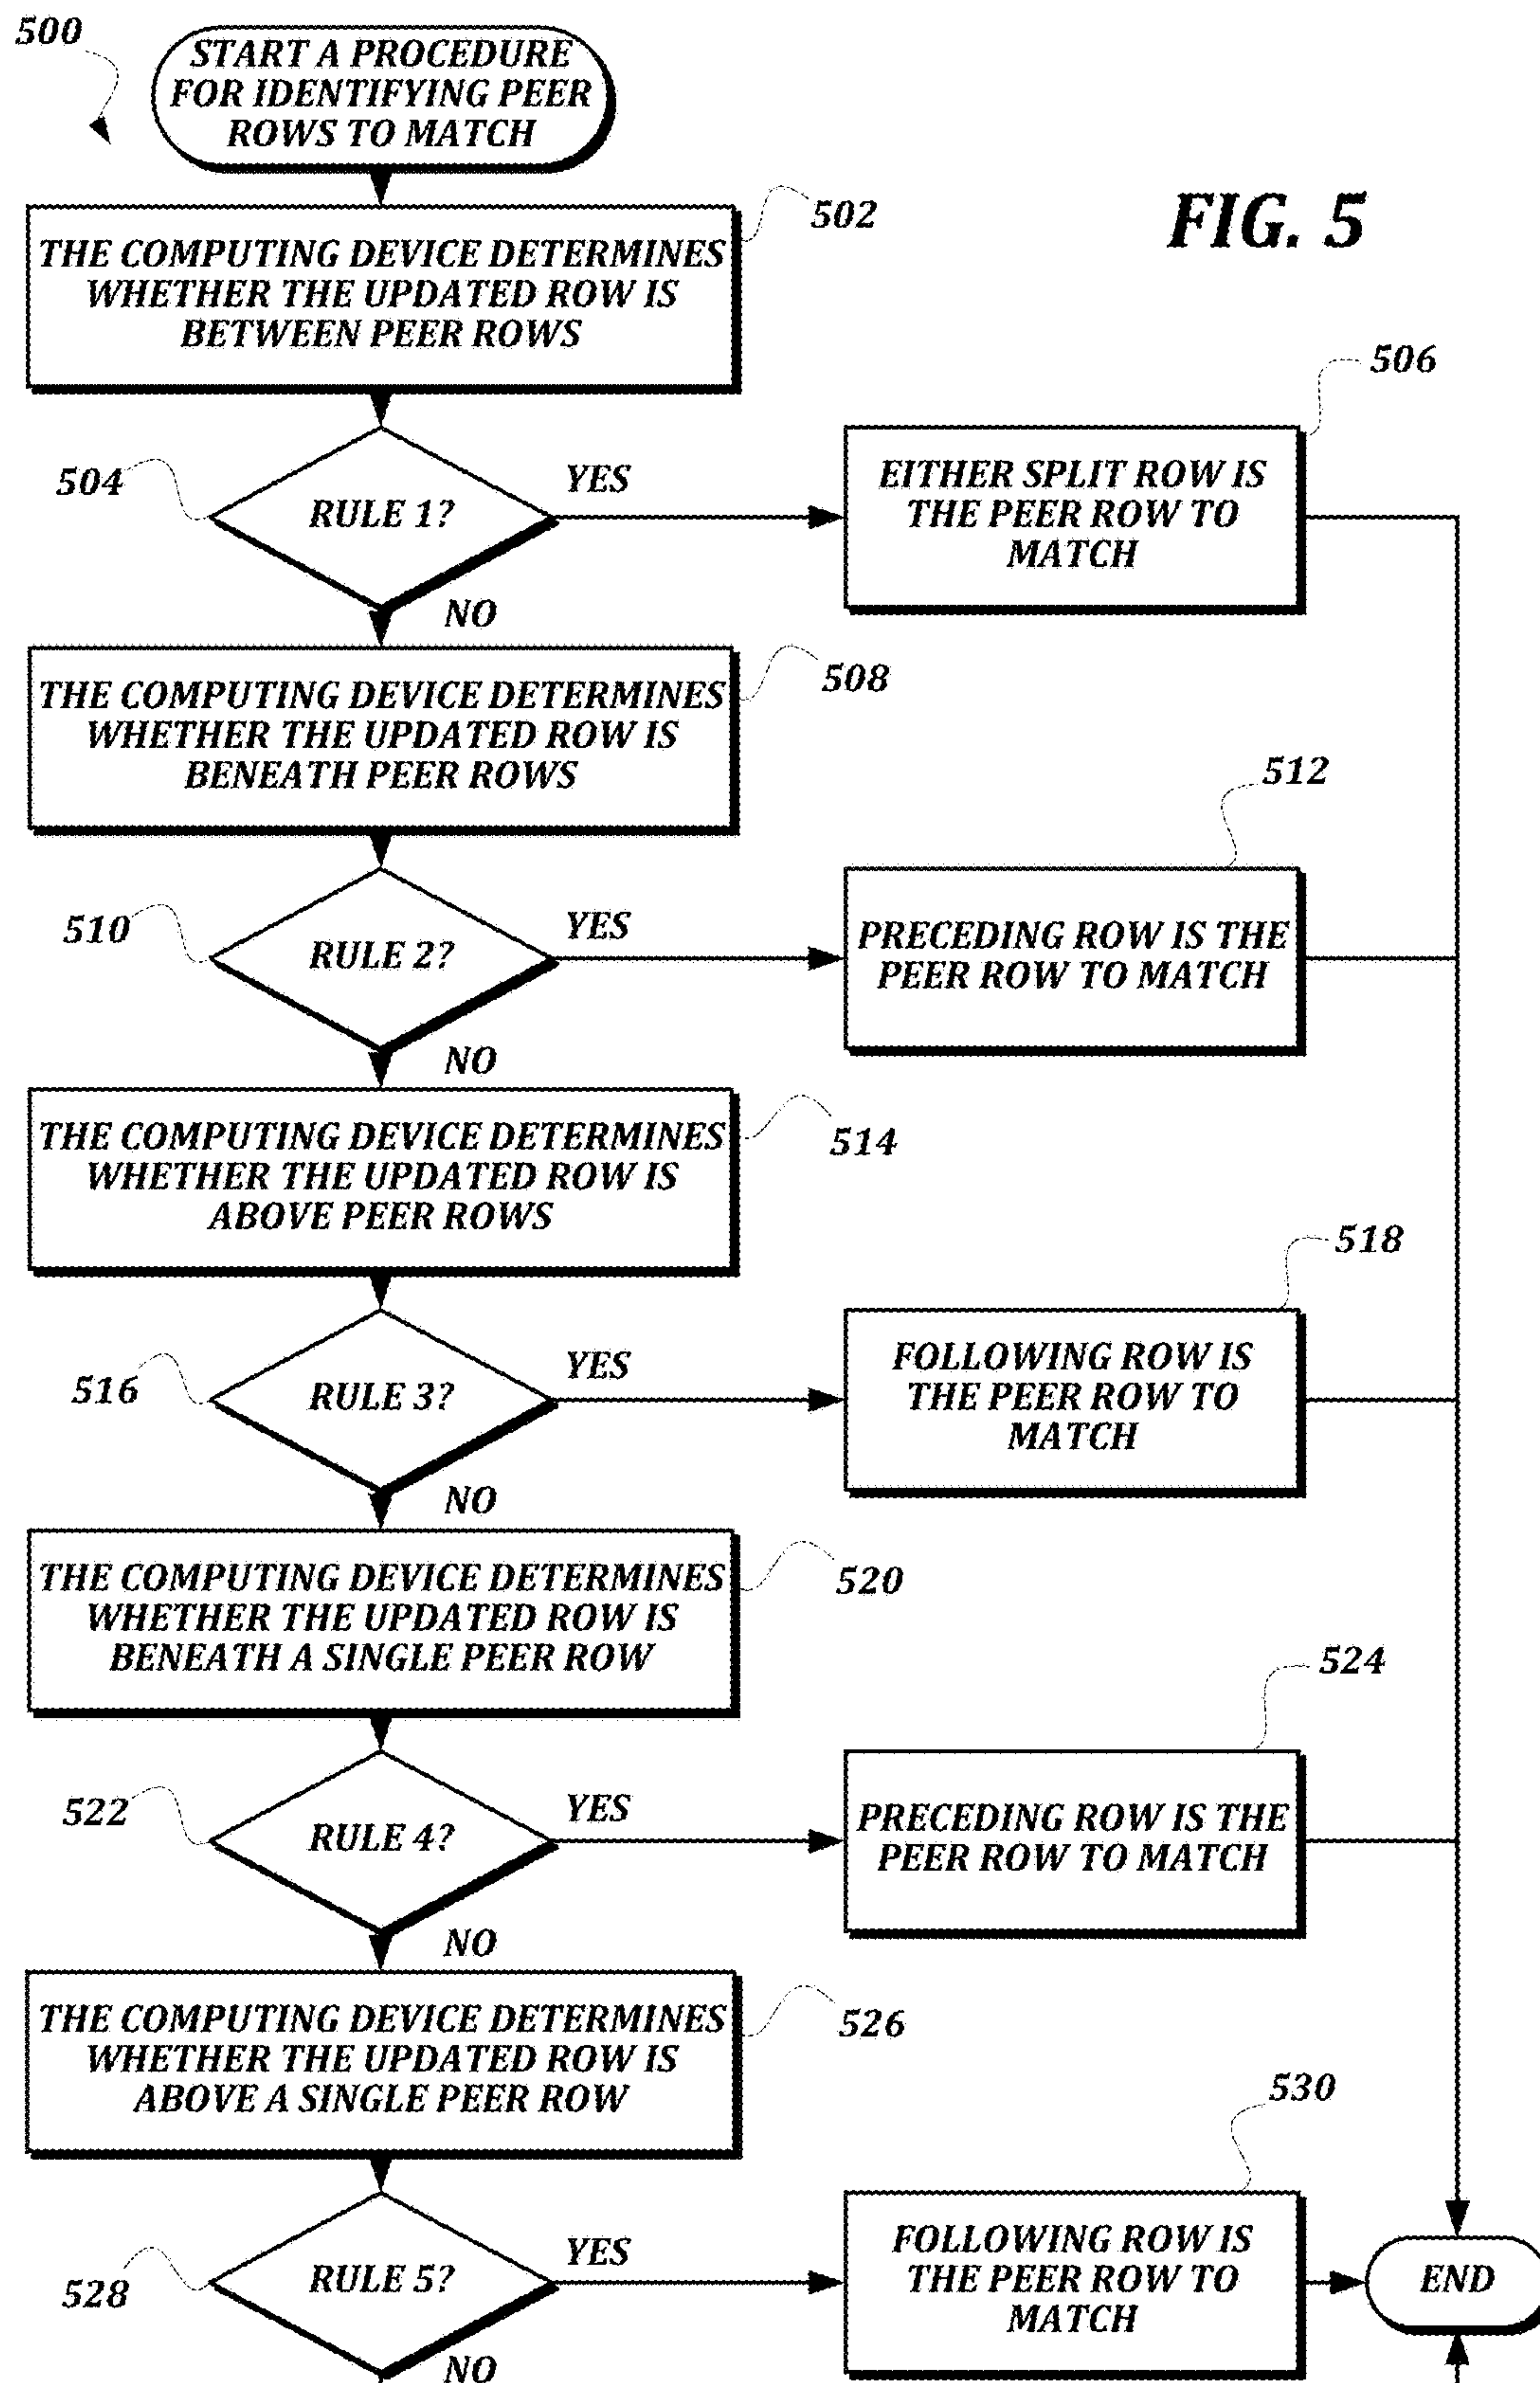 500
START A PROCEDURE
FOR IDENTIFYING PEER
ROWS TO MATCH
FIG. 5
502
THE COMPUTING DEVICE DETERMINES
WHETHER THE UPDATED ROW IS
BETWEEN PEER ROWS
504
RULE 1?
YES
NO
506
EITHER SPLIT ROW IS
THE PEER ROW TO
MATCH
508
THE COMPUTING DEVICE DETERMINES
WHETHER THE UPDATED ROW IS
BENEATH PEER ROWS
510
RULE 2?
YES
NO
512
PRECEDING ROW IS THE
PEER ROW TO MATCH
514
THE COMPUTING DEVICE DETERMINES
WHETHER THE UPDATED ROW IS
ABOVE PEER ROWS
516
RULE 3?
YES
NO
518
FOLLOWING ROW IS
THE PEER ROW TO
MATCH
520
THE COMPUTING DEVICE DETERMINES
WHETHER THE UPDATED ROW IS
BENEATH A SINGLE PEER ROW
522
RULE 4?
YES
NO
524
PRECEDING ROW IS THE
PEER ROW TO MATCH
526
THE COMPUTING DEVICE DETERMINES
WHETHER THE UPDATED ROW IS
ABOVE A SINGLE PEER ROW
528
RULE 5?
YES
NO
530
FOLLOWING ROW IS
THE PEER ROW TO
MATCH
END